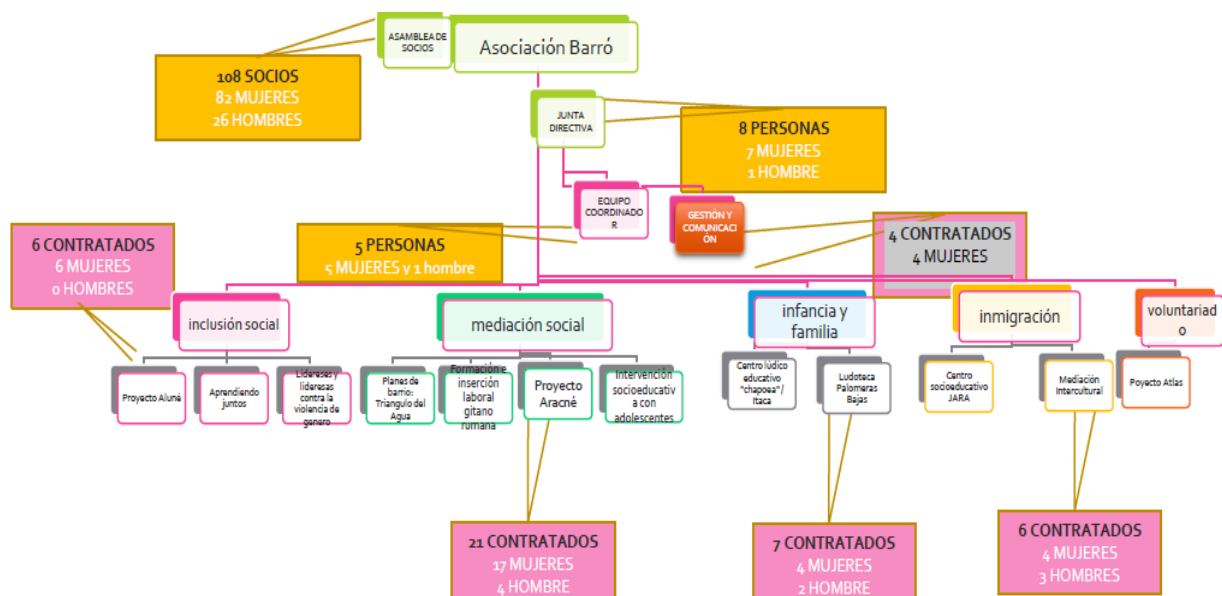 ASAMBLEA DE
SOCIOS
Asociación Barró
108 SOCIOS
82 MUJERES
26 HOMBRES
JUNTA
DIRECTIVA
8 PERSONAS
7 MUJERES
1 HOMBRE
EQUIPO
COORDINADO
R
GESTIÓN Y
COMUNICACI
ÓN
6 CONTRATADOS
6 MUJERES
0 HOMBRES
5 PERSONAS
5 MUJERES y 1 hombre
4 CONTRATADOS
4 MUJERES
inclusión social
mediación social
infancia y
familia
inmigración
voluntariad
o
Proyecto Aluné
Aprendiendo
juntos
Lidereses y
lideresas
contra la
violencia de
genero
Planes de
barrio:
Triangulo del
Agua
Formación e
inserción
laboral
gitano
rumana
Proyecto
Aracné
Intervención
socioeducativ
a con
adolescentes
Centro lúdico
educativo
"chapoea" /
Itaca
Ludoteca
Palomeras
Bajas
Centro
socioeducativo
JARA
Mediación
Intercultural
Poyecto Atlas
21 CONTRATADOS
17 MUJERES
4 HOMBRE
7 CONTRATADOS
4 MUJERES
2 HOMBRE
6 CONTRATADOS
4 MUJERES
3 HOMBRES